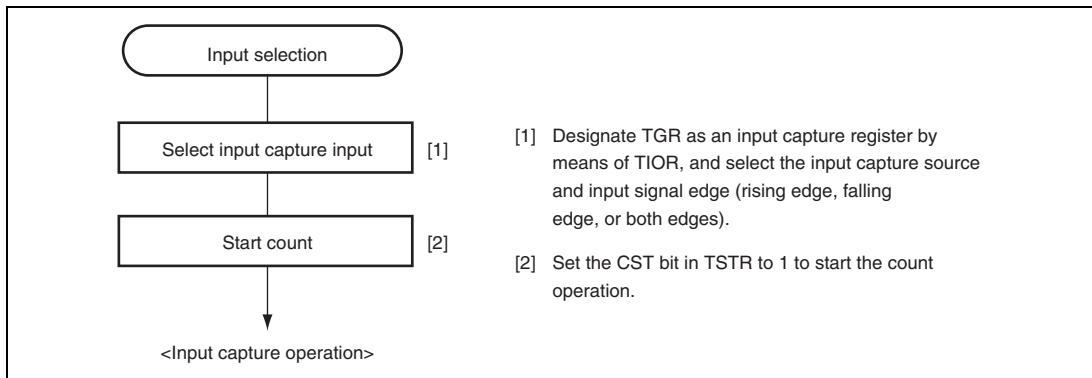 Input selection
Select input capture input
[1]
Start count
[2]
<Input capture operation>
[1] Designate TGR as an input capture register by
means of TIOR, and select the input capture source
and input signal edge (rising edge, falling
edge, or both edges).
[2] Set the CST bit in TSTR to 1 to start the count
operation.